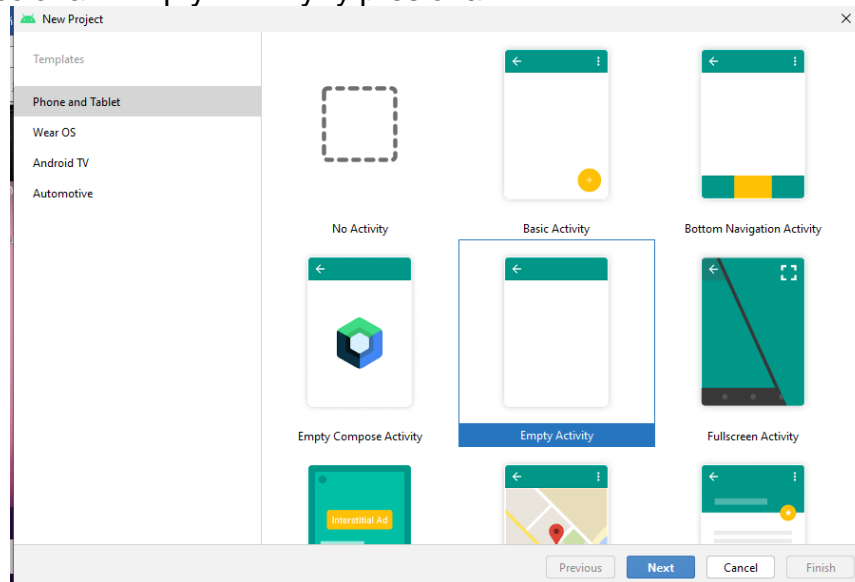 New Project
Templates
Phone and Tablet
Wear OS
Android TV
Automotive
No Activity
Basic Activity
Bottom Navigation Activity
Empty Compose Activity
Empty Activity
Fullscreen Activity
Interstitial Ad
Previous
Next
Cancel
Finish